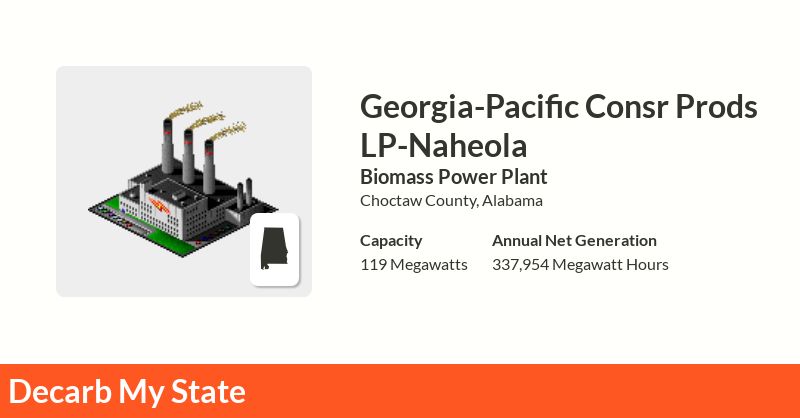 Georgia-Pacific Consr Prods
LP-Naheola
Biomass Power Plant
Choctaw County, Alabama
Capacity
119 Megawatts
Annual Net Generation
337,954 Megawatt Hours
Decarb My State